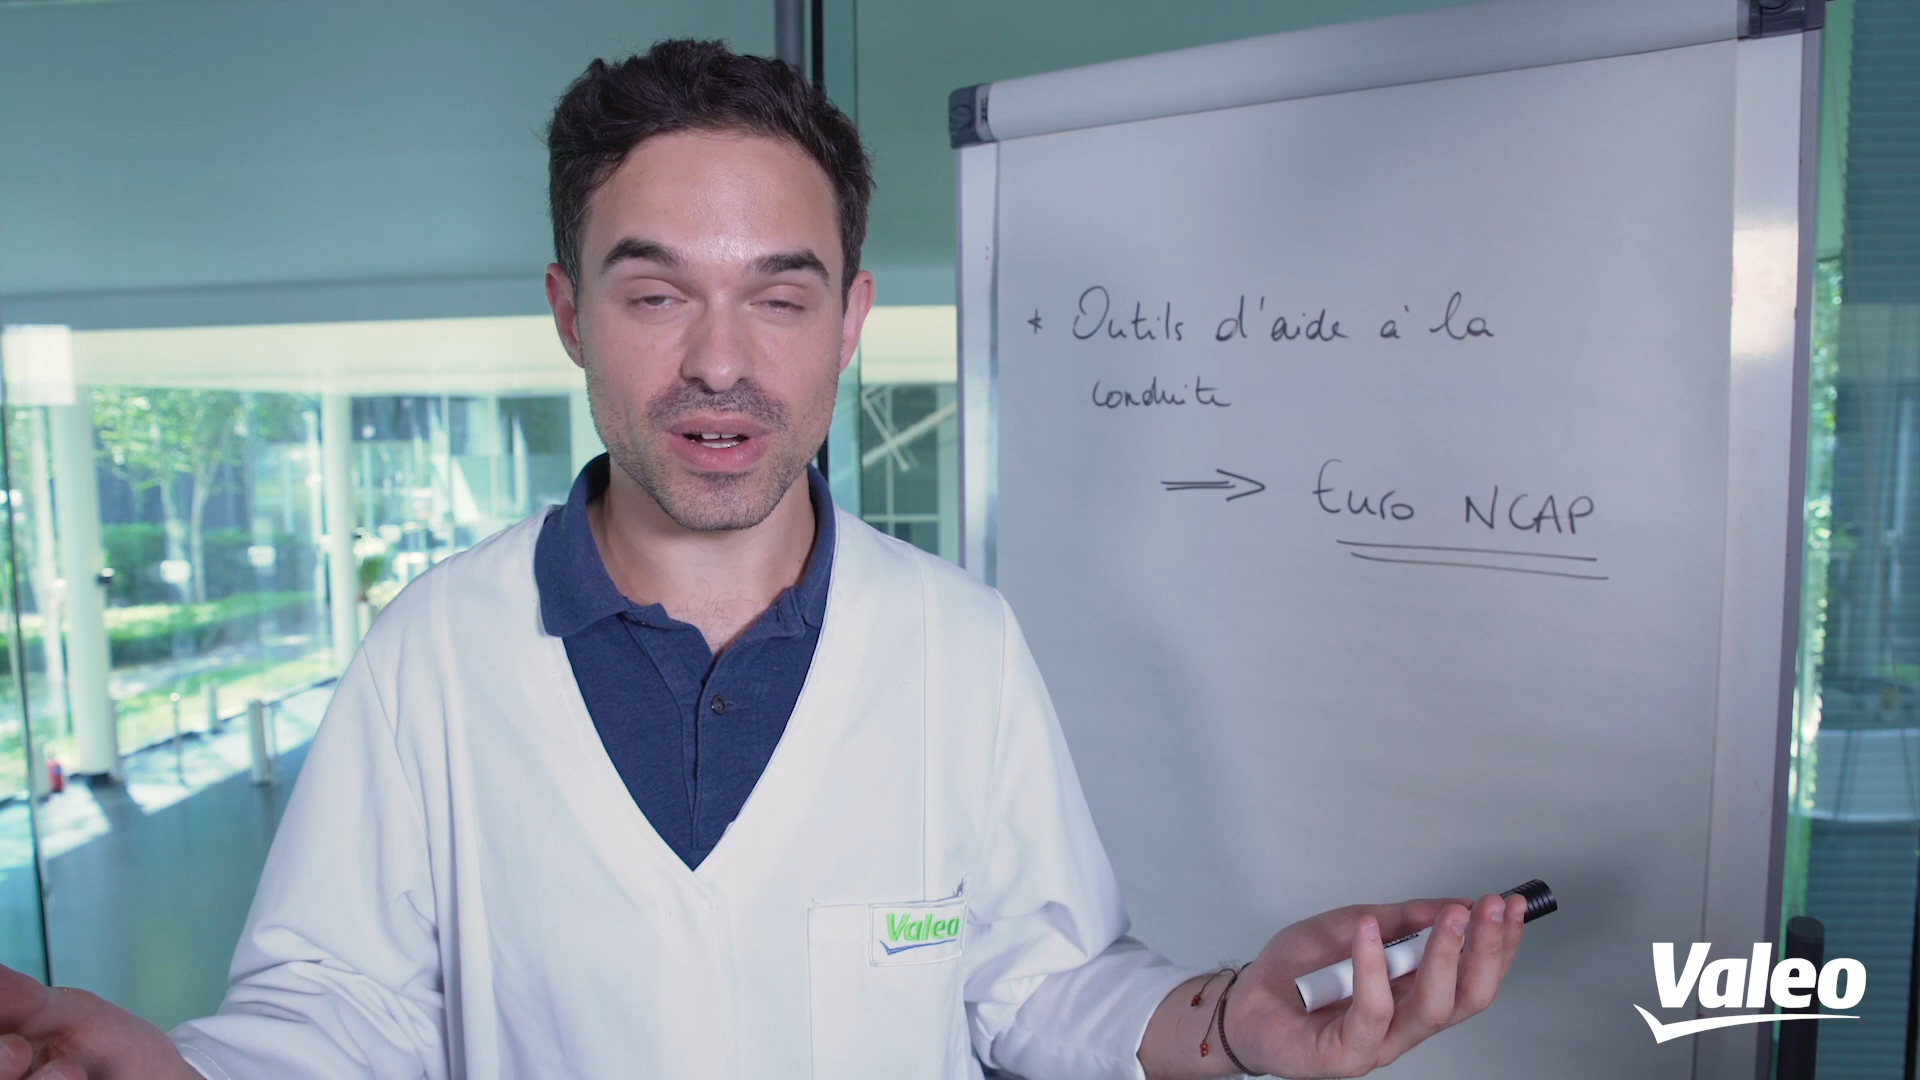 * Outils d'aide à la
conduite
⇒ Euro NCAP
Valeo
Valeo